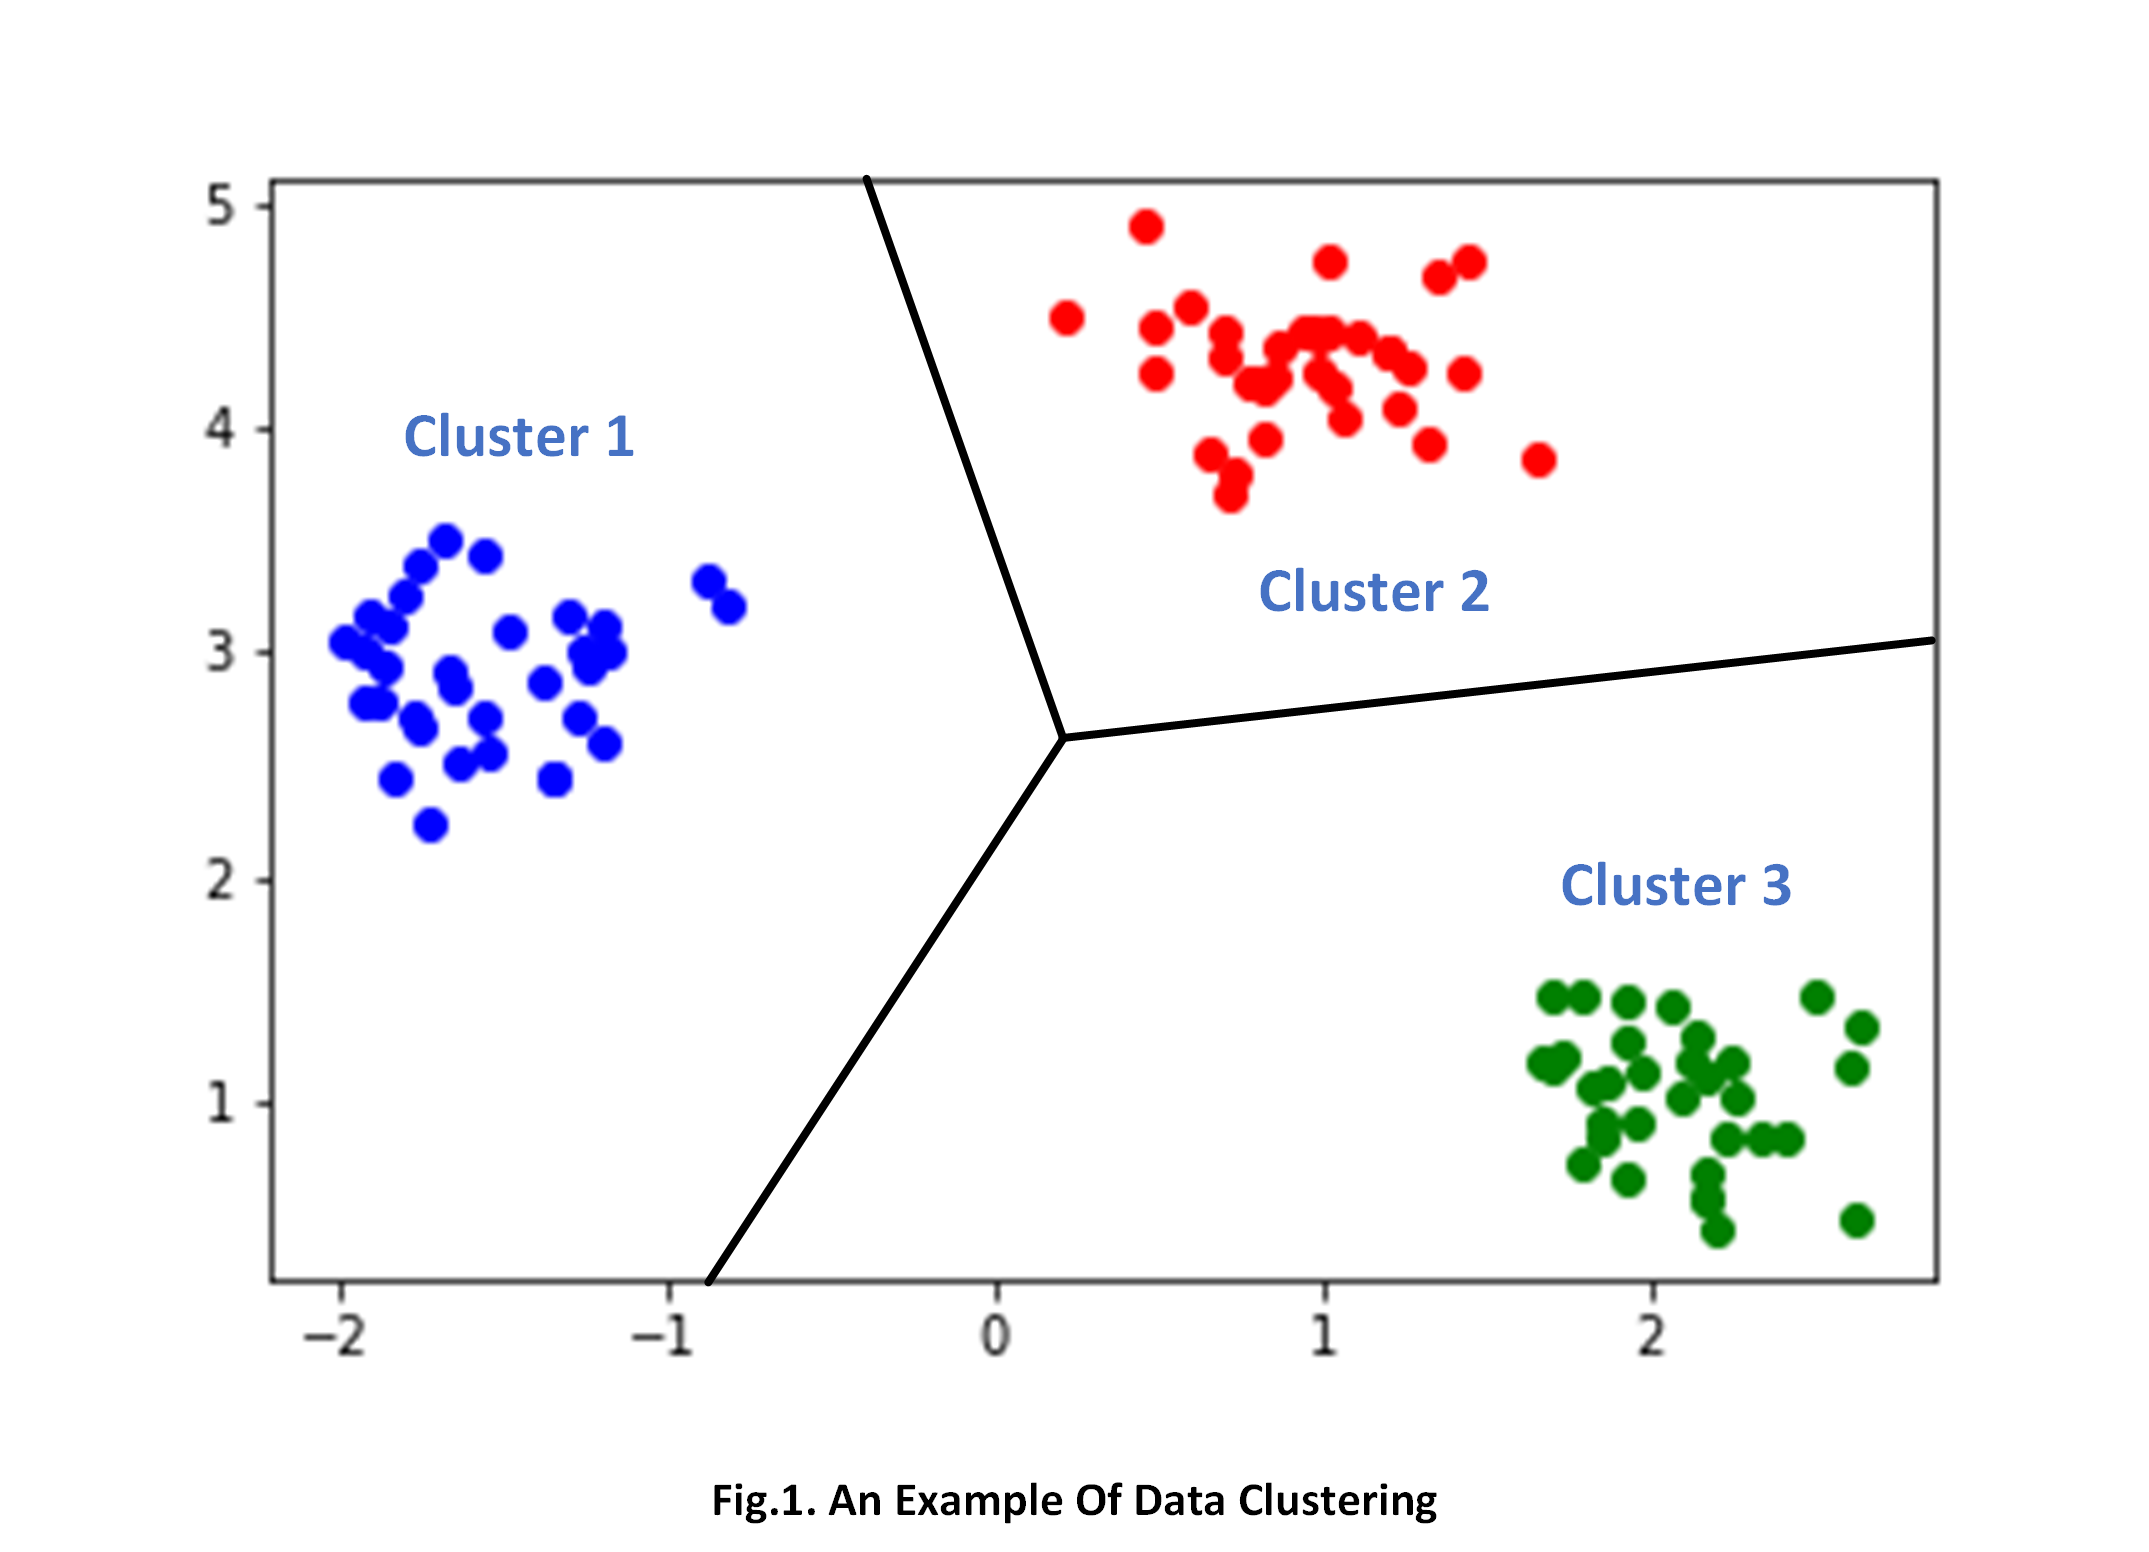 5
4
3
2
1
Cluster 1
Cluster 2
Cluster 3
−2 −1 0 1 2
Fig.1. An Example Of Data Clustering